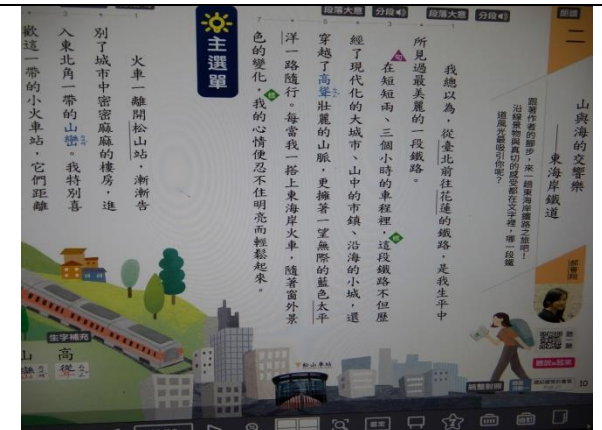 朗讀
二
山與海的交響樂
——東海岸鐵道
跟著作者的腳步，來一趟東海岸鐵路之旅吧！
沿線景物與真切的感受都在文字裡，哪一段鐵
道風光最吸引你呢？
分段
段落大意
我總以為，從臺北前往花蓮的鐵路，是我生平中
所見過最美麗的一段鐵路。
分段
段落大意
在短短兩、三個小時的車程裡，這段鐵路不但歷
經了現代化的大城市、山中的市鎮、沿海的小城，還
穿越了高聳壯麗的山脈，更擁著一望無際的藍色太平
洋一路隨行。每當我一搭上東海岸火車，隨著窗外景
色的變化，我的心情便忍不住明亮而輕鬆起來。
主選單
火車一離開松山站，漸漸告
別了城市中密密麻麻的樓房，進
入東北角一帶的山巒。我特別喜
歡這一帶的小火車站，它們距離
生字補充
高聳
山巒
松山車站
10